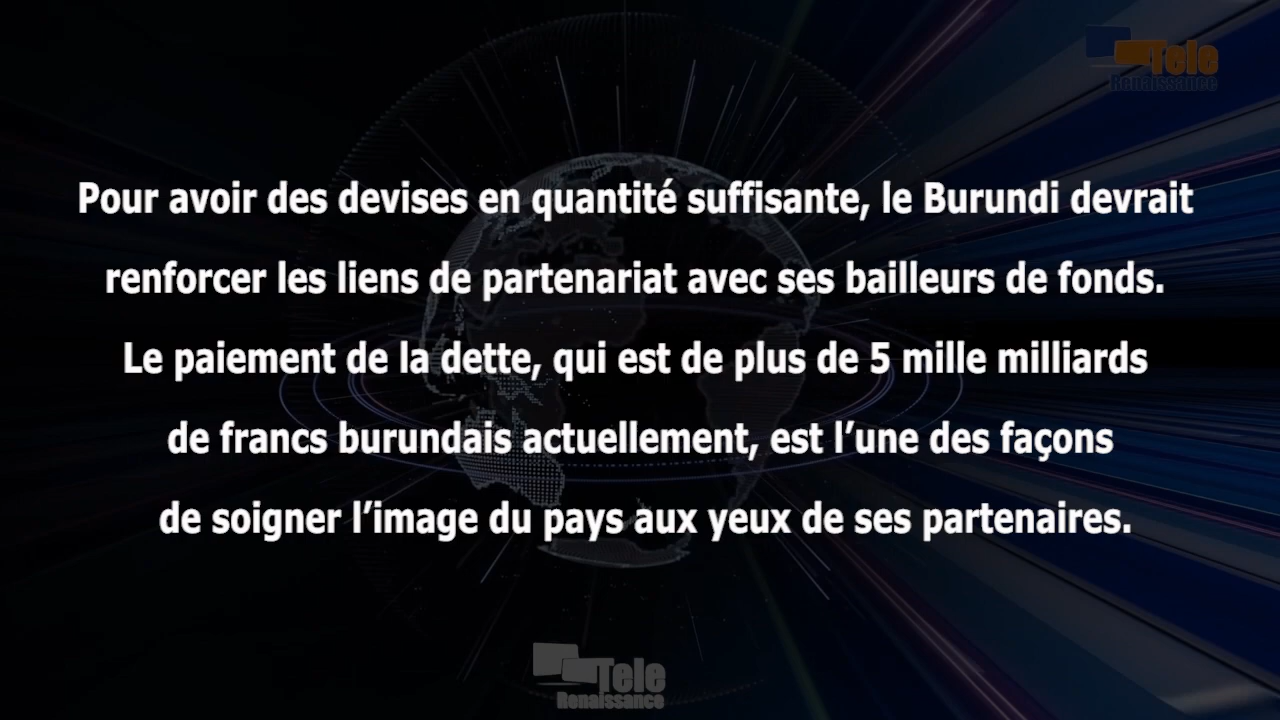 Tele
Renaissance
Pour avoir des devises en quantité suffisante, le Burundi devrait
renforcer les liens de partenariat avec ses bailleurs de fonds.
Le paiement de la dette, qui est de plus de 5 mille milliards
de francs burundais actuellement, est l’une des façons
de soigner l’image du pays aux yeux de ses partenaires.
Tele
Renaissance